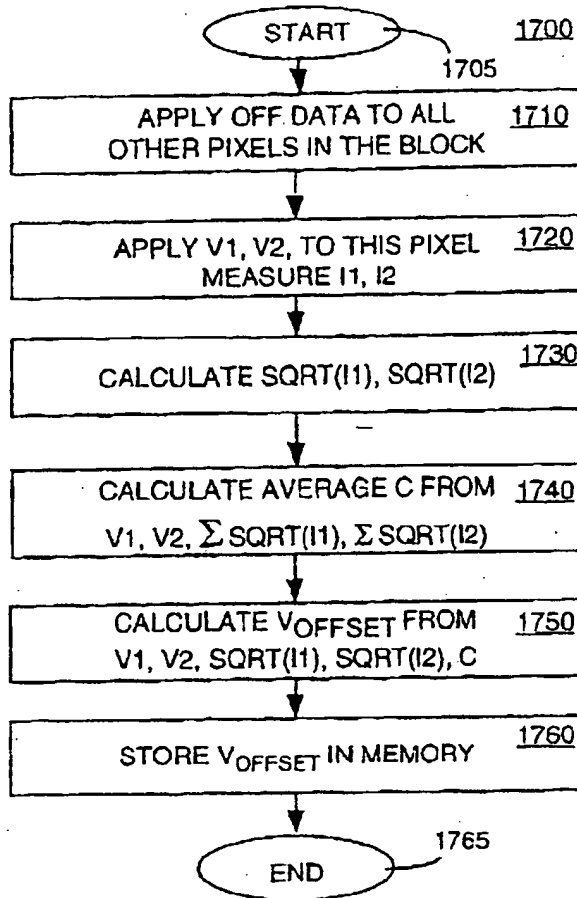 START
1700
1705
APPLY OFF DATA TO ALL
OTHER PIXELS IN THE BLOCK
1710
APPLY V1, V2, TO THIS PIXEL
MEASURE I1, I2
1720
CALCULATE SQRT(I1), SQRT(I2)
1730
CALCULATE AVERAGE C FROM
V1, V2, Σ SQRT(I1), Σ SQRT(I2)
1740
CALCULATE VOFFSET FROM
V1, V2, SQRT(I1), SQRT(I2), C
1750
STORE VOFFSET IN MEMORY
1760
1765
END